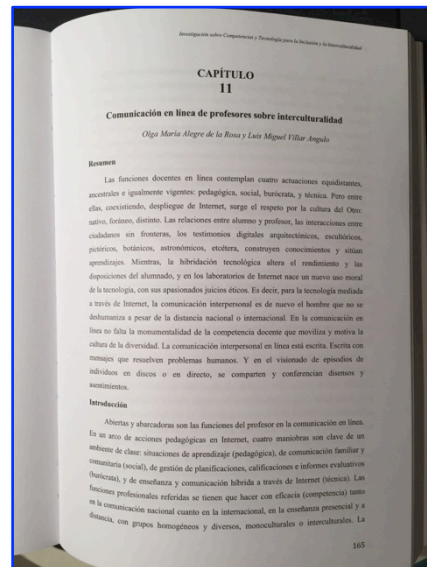 Investigación sobre Competencias y Tecnología para la Inclusión y la Interculturalidad
CAPÍTULO
11
Comunicación en línea de profesores sobre interculturalidad
Olga María Alegre de la Rosa y Luis Miguel Villar Angulo
Resumen
Las funciones docentes en línea contemplan cuatro actuaciones equidistantes,
ancestrales e igualmente vigentes: pedagógica, social, burócrata, y técnica. Pero entre
ellas, coexistiendo, despliegue de Internet, surge el respeto por la cultura del Otro:
nativo, foráneo, distinto. Las relaciones entre alumno y profesor, las interacciones entre
ciudadanos sin fronteras, los testimonios digitales arquitectónicos, escultóricos,
pictóricos, botánicos, astronómicos, etcétera, construyen conocimientos y sitúan
aprendizajes. Mientras, la hibridación tecnológica altera el rendimiento y las
disposiciones del alumnado, y en los laboratorios de Internet nace un nuevo uso moral
de la tecnología, con sus apasionados juicios éticos. Es decir, para la tecnología mediada
a través de Internet, la comunicación interpersonal es de nuevo el hombre que no se
deshumaniza a pesar de la distancia nacional o internacional. En la comunicación en
línea no falta la monumentalidad de la competencia docente que moviliza y motiva la
cultura de la diversidad. La comunicación interpersonal en línea está escrita. Escrita con
mensajes que resuelven problemas humanos. Y en el visionado de episodios de
individuos en discos o en directo, se comparten y conferencian disensos y
asentimientos.
Introducción
Abiertas y abarcadoras son las funciones del profesor en la comunicación en línea.
En un arco de acciones pedagógicas en Internet, cuatro maniobras son clave de un
ambiente de clase: situaciones de aprendizaje (pedagógica), de comunicación familiar y
comunitaria (social), de gestión de planificaciones, calificaciones e informes evaluativos
(burócrata), y de enseñanza y comunicación híbrida a través de Internet (técnica). Las
funciones profesionales referidas se tienen que hacer con eficacia (competencia) tanto
en la comunicación nacional cuanto en la internacional, en la enseñanza presencial y a
distancia, con grupos homogéneos y diversos, monoculturales o interculturales. La
165